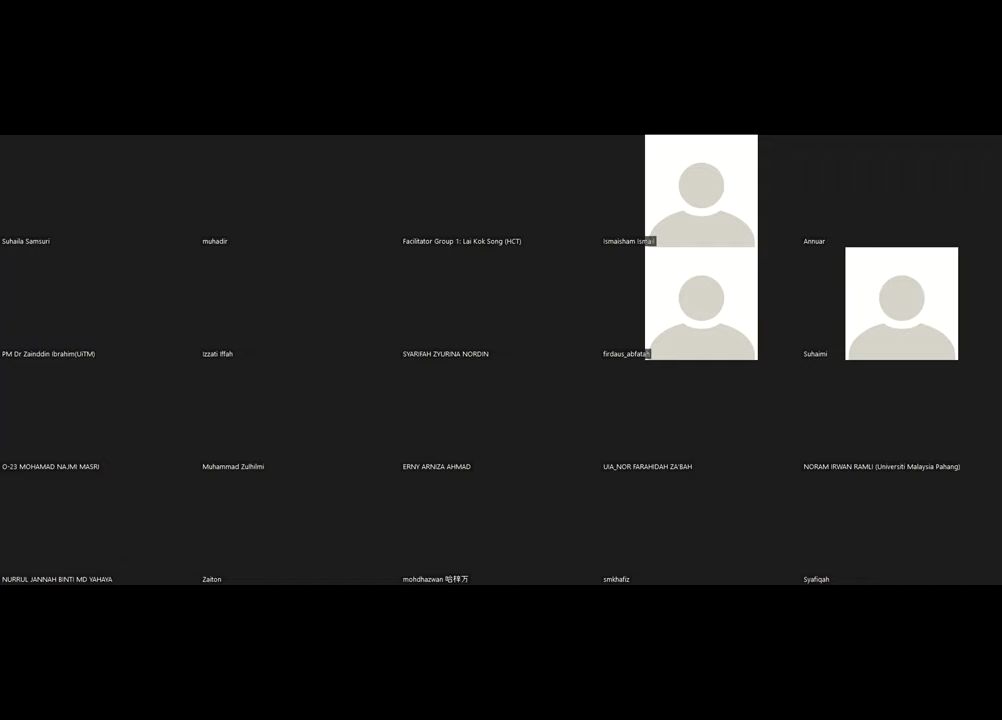 Suhaila Samsuri
muhadir
Facilitator Group 1: Lai Kok Song (HCT)
Ismaisham Ismail
Annuar
PM Dr Zainddin Ibrahim(UiTM)
Izzati Iffah
SYARIFAH ZYURINA NORDIN
firdaus_abfatah
Suhaimi
O-23 MOHAMAD NAJMI MASRI
Muhammad Zulhilmi
ERNY ARNIZA AHMAD
UIA_NOR FARAHIDAH ZA'BAH
NORAM IRWAN RAMLI (Universiti Malaysia Pahang)
NURRUL JANNAH BINTI MD YAHAYA
Zaiton
mohdhazwan 哈梓万
smkhafiz
Syafiqah